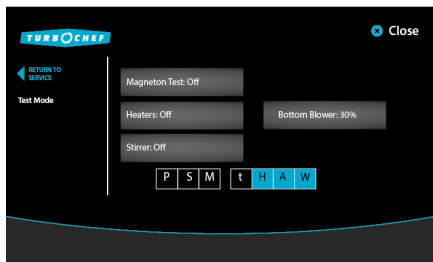 TURBOCHEF
Close
RETURN TO
SERVICE
Test Mode
Magneton Test: Off
Heaters: Off
Bottom Blower: 30%
Stirrer: Off
P S M t H A W